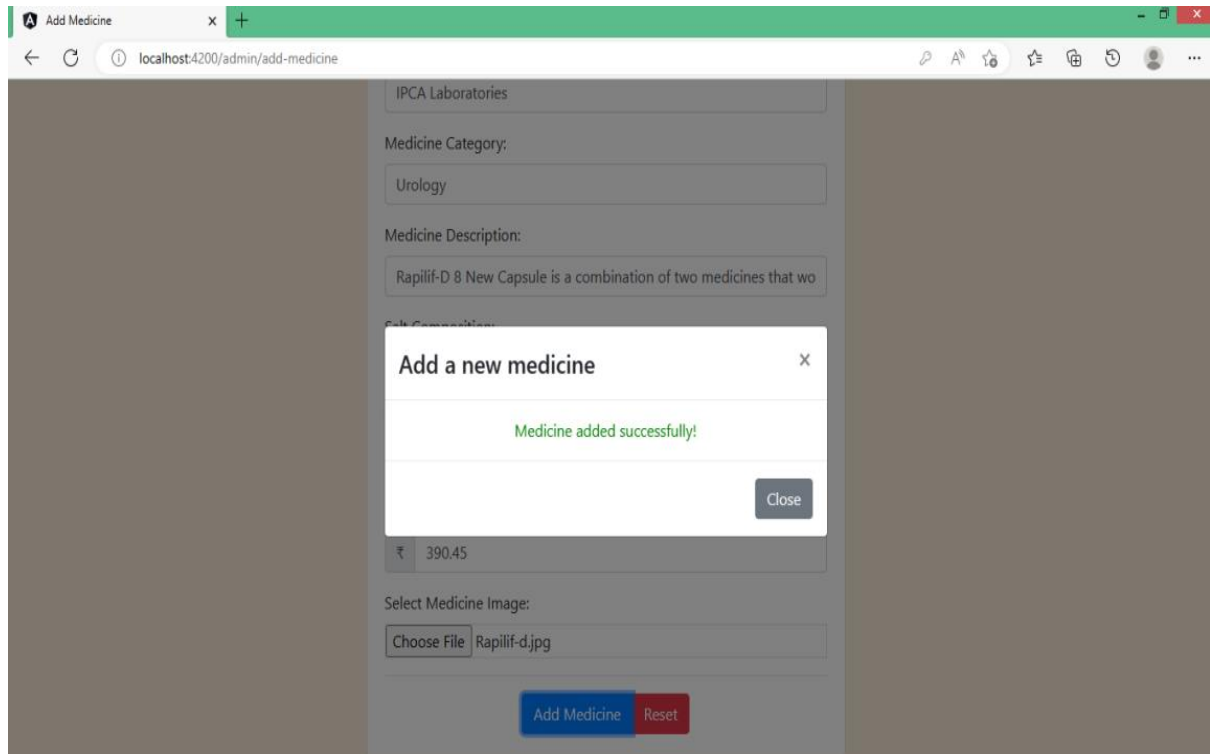 Add Medicine
localhost:4200/admin/add-medicine
IPCA Laboratories
Medicine Category:
Urology
Medicine Description:
Rapilif-D 8 New Capsule is a combination of two medicines that wo
Salt Composition:
Add a new medicine
×
Medicine added successfully!
Close
₹ 390.45
Select Medicine Image:
Choose File Rapilif-d.jpg
Add Medicine Reset